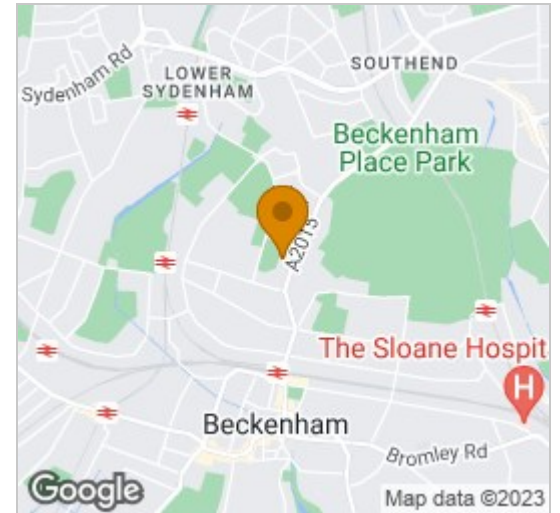 SOUTHEND
Sydenham Rd
LOWER
SYDENHAM
Beckenham
Place Park
A2015
The Sloane Hospit
H
Beckenham
Bromley Rd
Google
Map data ©2023